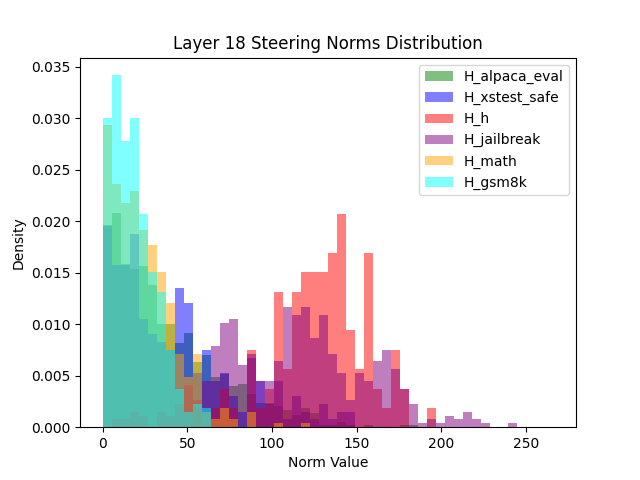 Layer 18 Steering Norms Distribution
0.035
0.030
0.025
0.020
0.015
0.010
0.005
0.000
Density
H_alpaca_eval
H_xstest_safe
H_h
H_jailbreak
H_math
H_gsm8k
0 50 100 150 200 250
Norm Value